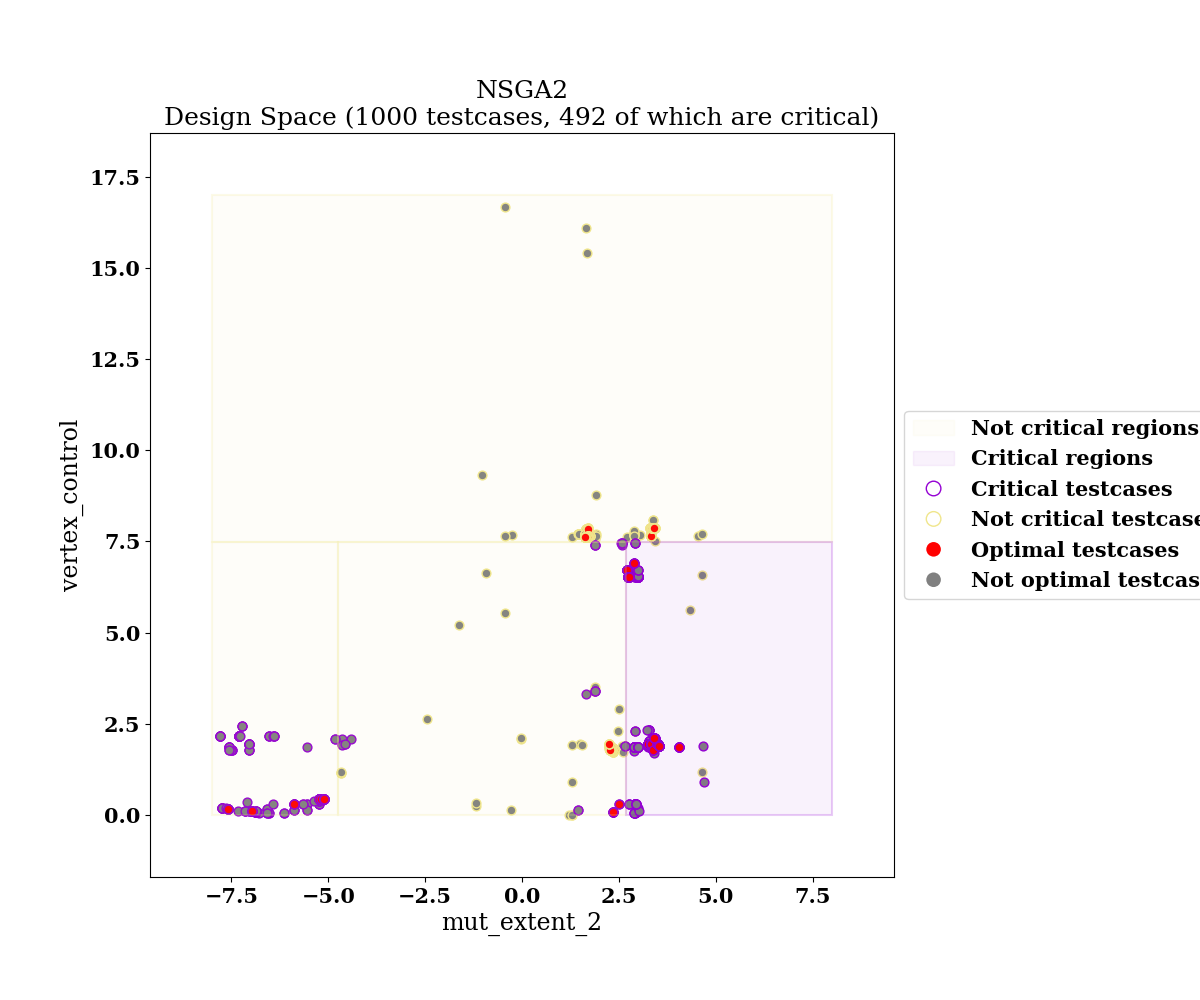 NSGA2
Design Space (1000 testcases, 492 of which are critical)
17.5
15.0
12.5
10.0
7.5
5.0
2.5
0.0
vertex_control
−7.5
−5.0
−2.5
0.0
2.5
5.0
7.5
mut_extent_2
Not critical regions
Critical regions
Critical testcases
Not critical testcase
Optimal testcases
Not optimal testcas